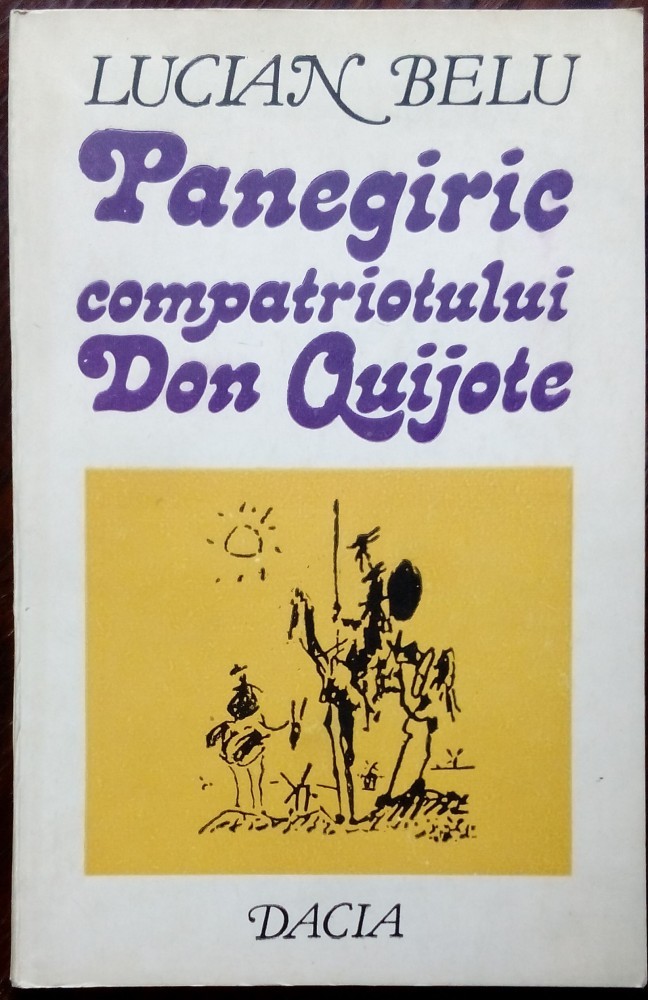 LUCIAN BELU
Panegiric
compatriotului
Don Quijote
DACIA